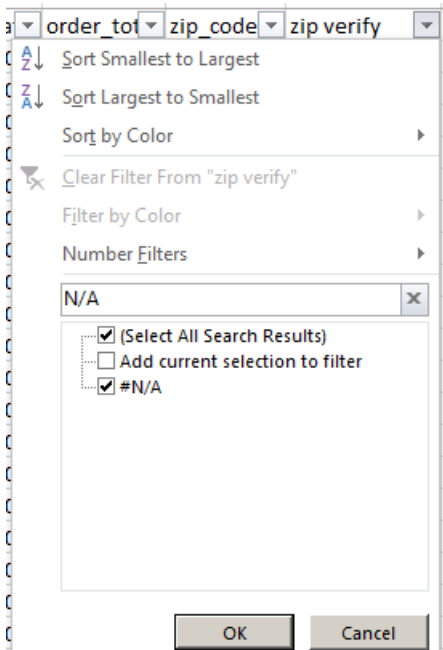 order_tot zip_code zip verify
Sort Smallest to Largest
Sort Largest to Smallest
Sort by Color
Clear Filter From "zip verify"
Filter by Color
Number Filters
N/A
(Select All Search Results)
Add current selection to filter
#N/A
OK Cancel